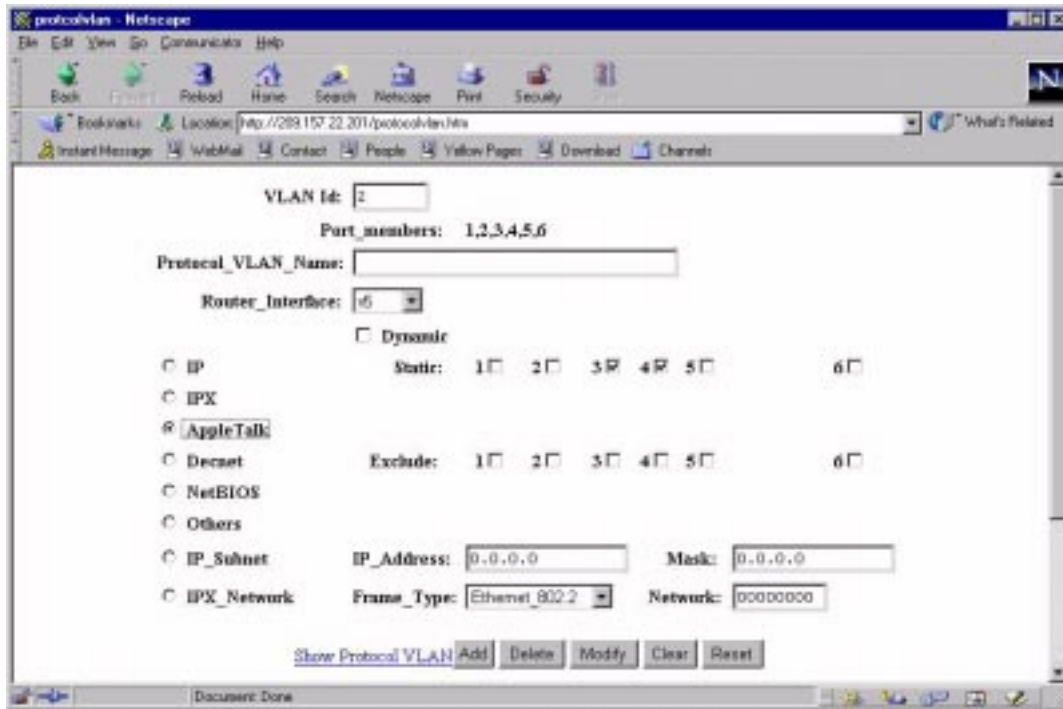 protcolvlan - Netscape
File Edit View Go Communicator Help
Back Forward Reload Home Search Netscape Print Security
Bookmarks Location: http://209.157.22.201/protocolvlan.htm What's Related
Instant Message WebMail Contact People Yellow Pages Download Channels
VLAN Id: 2
Port_members: 1,2,3,4,5,6
Protocol_VLAN_Name:
Router_Interface: v6
Dynamic
IP Static: 1 2 3 4 5 6
IPX
AppleTalk
Decnet Exclude: 1 2 3 4 5 6
NetBIOS
Others
IP_Subnet IP_Address: 0.0.0.0 Mask: 0.0.0.0
IPX_Network Frame_Type: Ethernet_802.2 Network: 00000000
Show Protocol VLAN Add Delete Modify Clear Reset
Document: Done